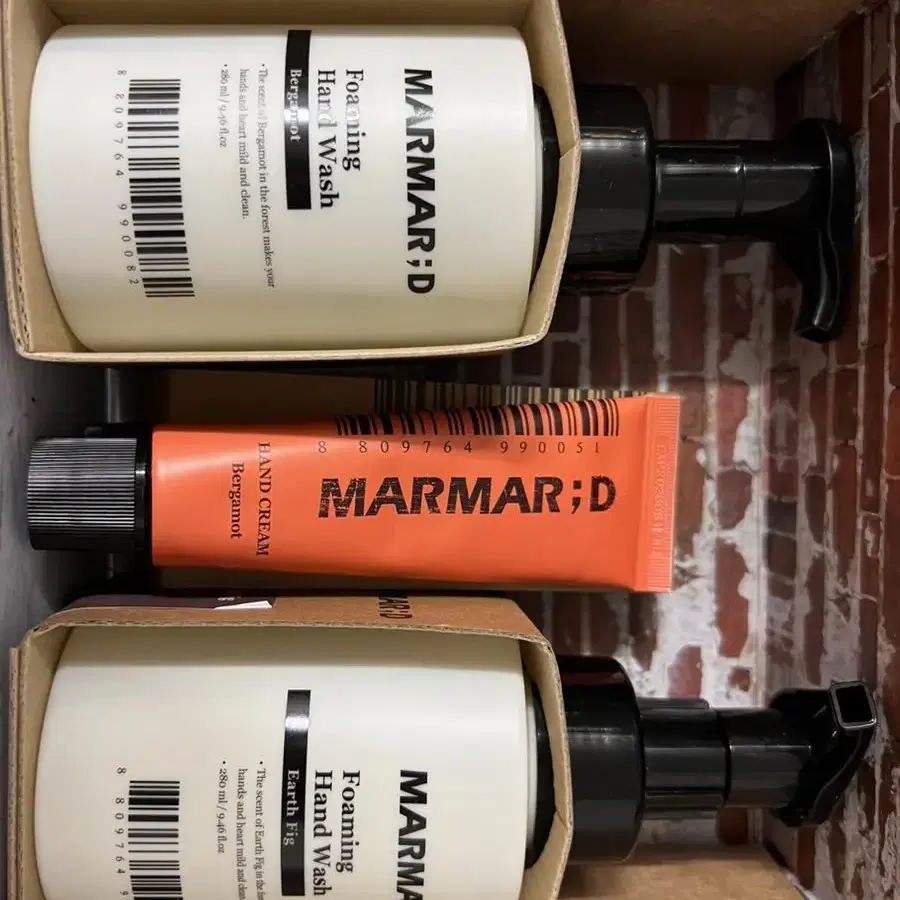 MARMAR;D
Foaming
Hand Wash
Bergamot
• The scent of Bergamot in the forest makes your
hands and heart mild and clean.
• 280 ml / 9.46 fl.oz
8 809764 990082
8 809764 990051
MARMAR;D
HAND CREAM
Bergamot
AR;D
MARMA
Foaming
Hand Wash
Earth Fig
• The scent of Earth Fig in the
hands and heart mild and
• 280 ml / 9.46 fl.oz
8 809764 9